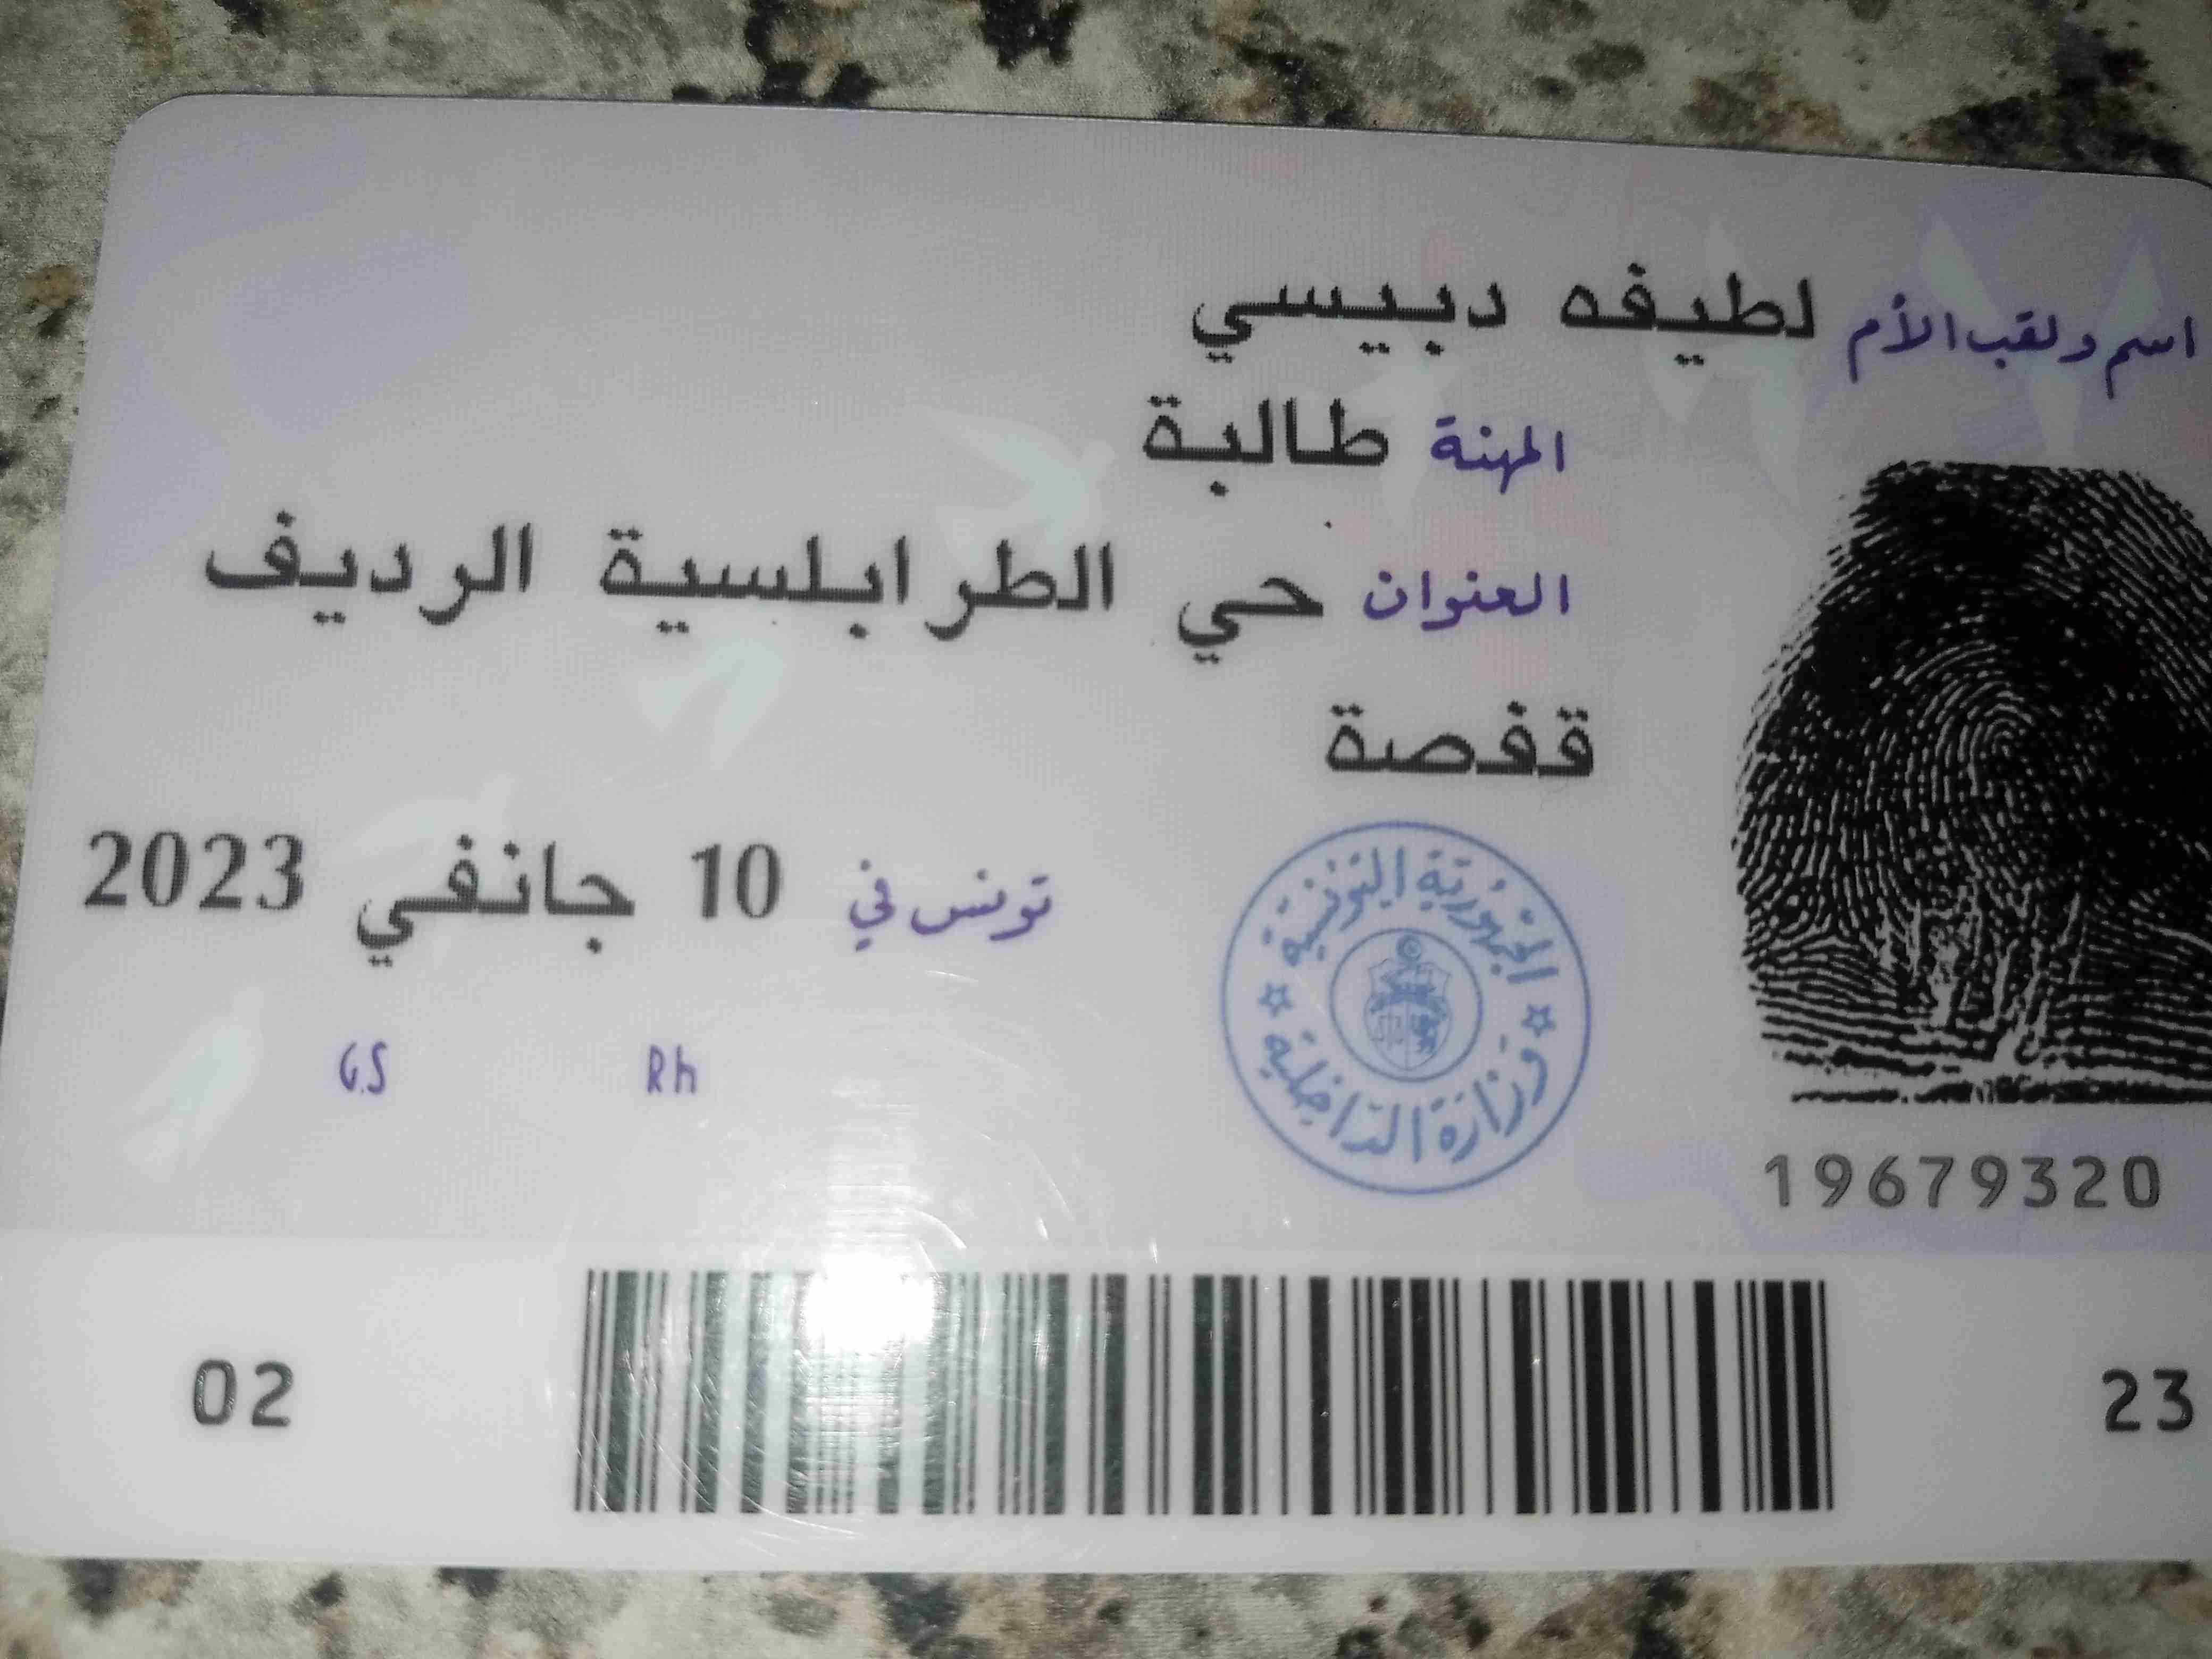 اسم ولقب الأم لطيفه دبيسي
المهنة طالبة
العنوان حي الطرابلسية الرديف
قفصة
تونس في 10 جانفي 2023
الجمهورية التونسية
وزارة الداخلية
G.S Rh
19679320
02 23